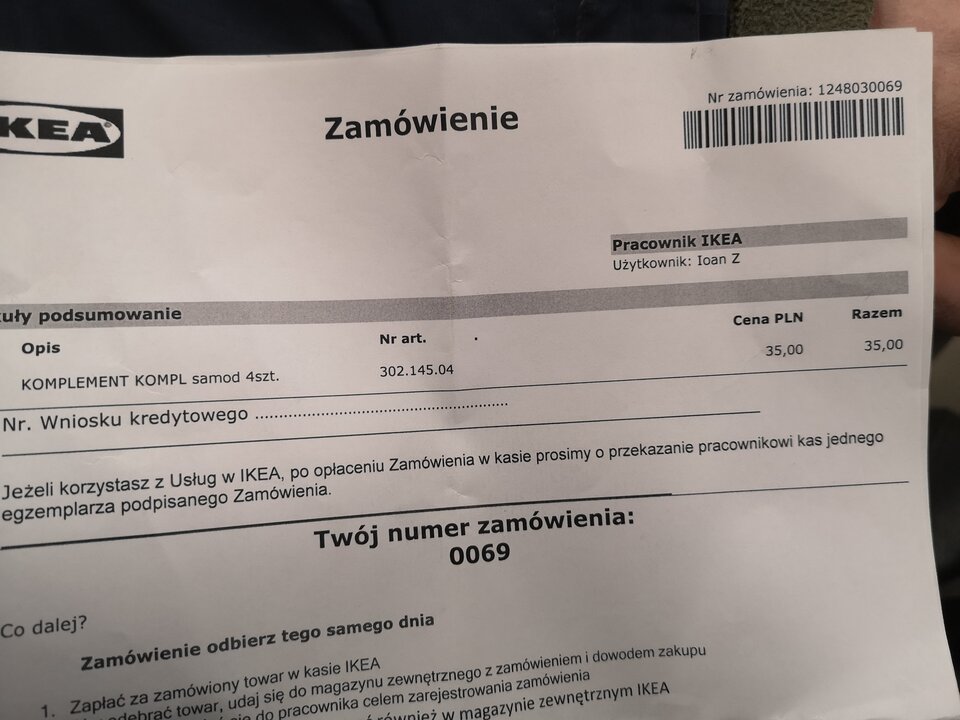 IKEA
Zamówienie
Nr zamówienia: 1248030069
Pracownik IKEA
Użytkownik: Ioan Z
uły podsumowanie
Opis Nr art. Cena PLN Razem
KOMPLEMENT KOMPL samod 4szt. 302.145.04 35,00 35,00
Nr. Wniosku kredytowego ..........................................................
Jeżeli korzystasz z Usług w IKEA, po opłaceniu Zamówienia w kasie prosimy o przekazanie pracownikowi kas jednego
egzemplarza podpisanego Zamówienia.
Twój numer zamówienia:
0069
Co dalej?
Zamówienie odbierz tego samego dnia
1. Zapłać za zamówiony towar w kasie IKEA
odebrać towar, udaj się do magazynu zewnętrznego z zamówieniem i dowodem zakupu
do pracownika celem zarejestrowania zamówienia
również w magazynie zewnętrznym IKEA